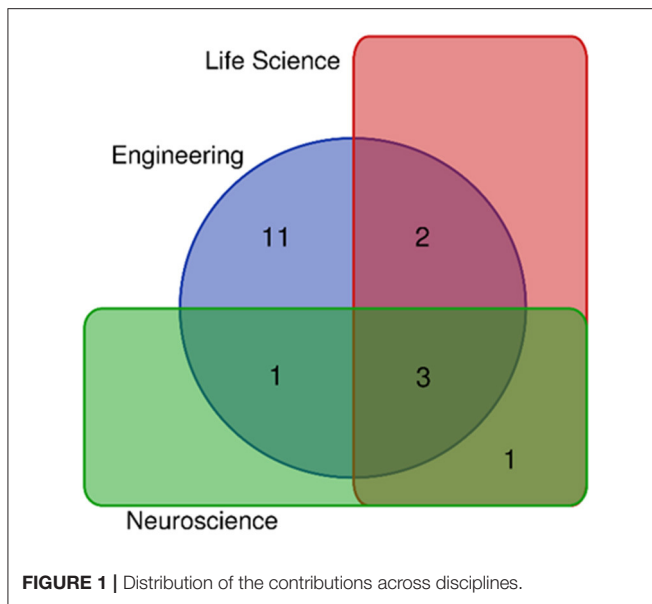 Life Science
Engineering
11
2
1
3
1
Neuroscience
FIGURE 1 | Distribution of the contributions across disciplines.